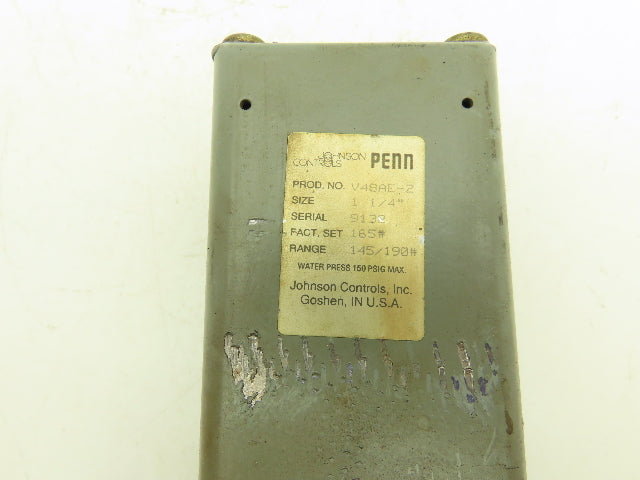 JOHNSON CONTROLS PENN
PROD. NO. V48AE-2
SIZE 1 1/4"
SERIAL 9138
FACT. SET 165#
RANGE 145/190#
WATER PRESS 150 PSIG MAX.
Johnson Controls, Inc.
Goshen, IN U.S.A.